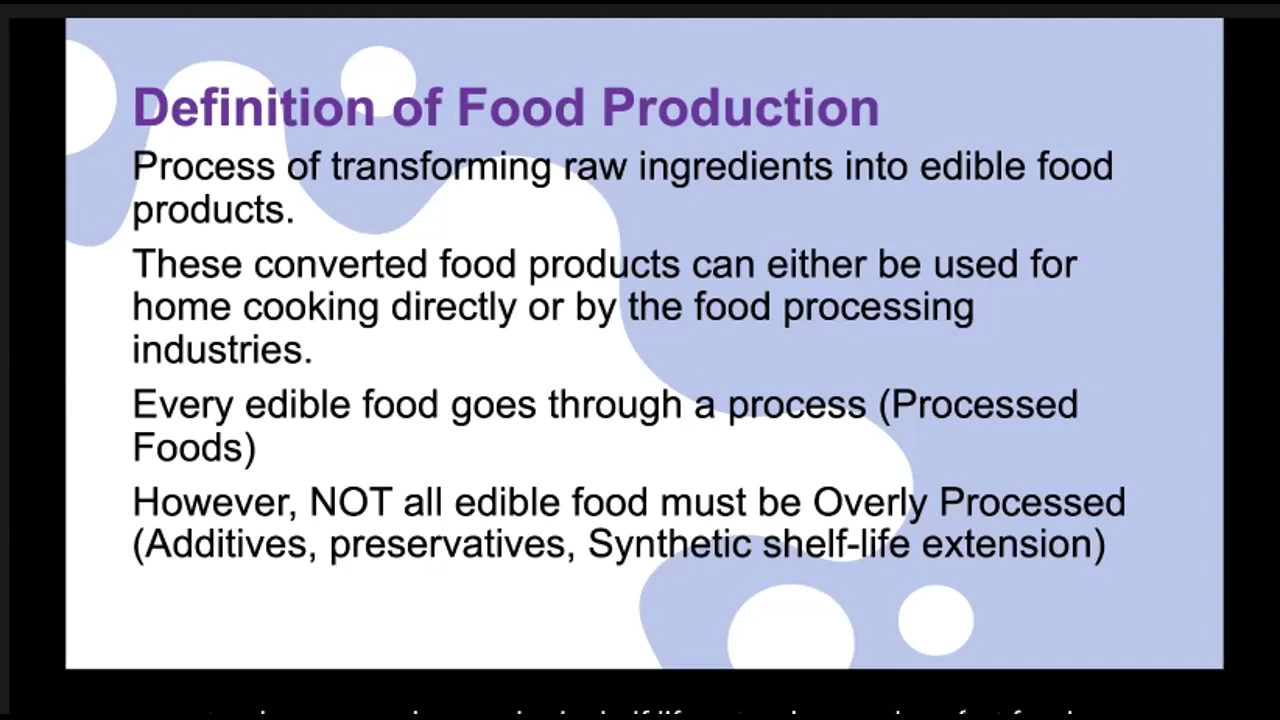 Definition of Food Production
Process of transforming raw ingredients into edible food
products.
These converted food products can either be used for
home cooking directly or by the food processing
industries.
Every edible food goes through a process (Processed
Foods)
However, NOT all edible food must be Overly Processed
(Additives, preservatives, Synthetic shelf-life extension)